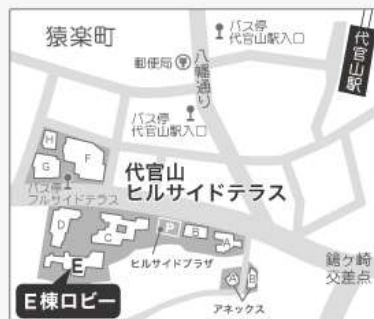 猿楽町
バス停
代官山駅入口
代官山駅
郵便局
八幡通り
バス停
代官山駅入口
H
G
F
バス停
フルサイドテラス
代官山
ヒルサイドテラス
D
C
P
B
A
E
ヒルサイドプラザ
鎗ヶ崎
交差点
A
B
E棟ロビー
アネックス